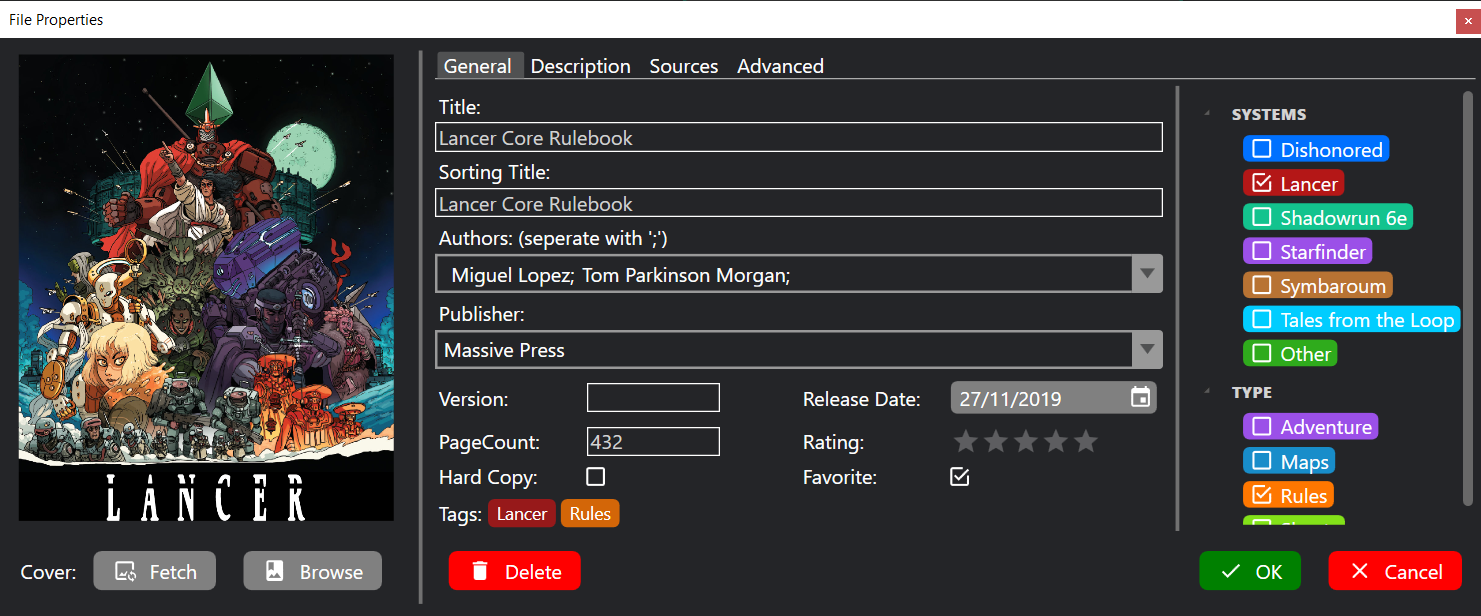 File Properties
General Description Sources Advanced
Title:
Lancer Core Rulebook
Sorting Title:
Lancer Core Rulebook
Authors: (seperate with ';')
Miguel Lopez; Tom Parkinson Morgan;
Publisher:
Massive Press
Version:
Release Date: 27/11/2019
PageCount: 432
Rating:
Hard Copy:
Favorite:
Tags: Lancer Rules
LANCER
Cover: Fetch Browse
Delete
SYSTEMS
Dishonored
Lancer
Shadowrun 6e
Starfinder
Symbaroum
Tales from the Loop
Other
TYPE
Adventure
Maps
Rules
OK Cancel